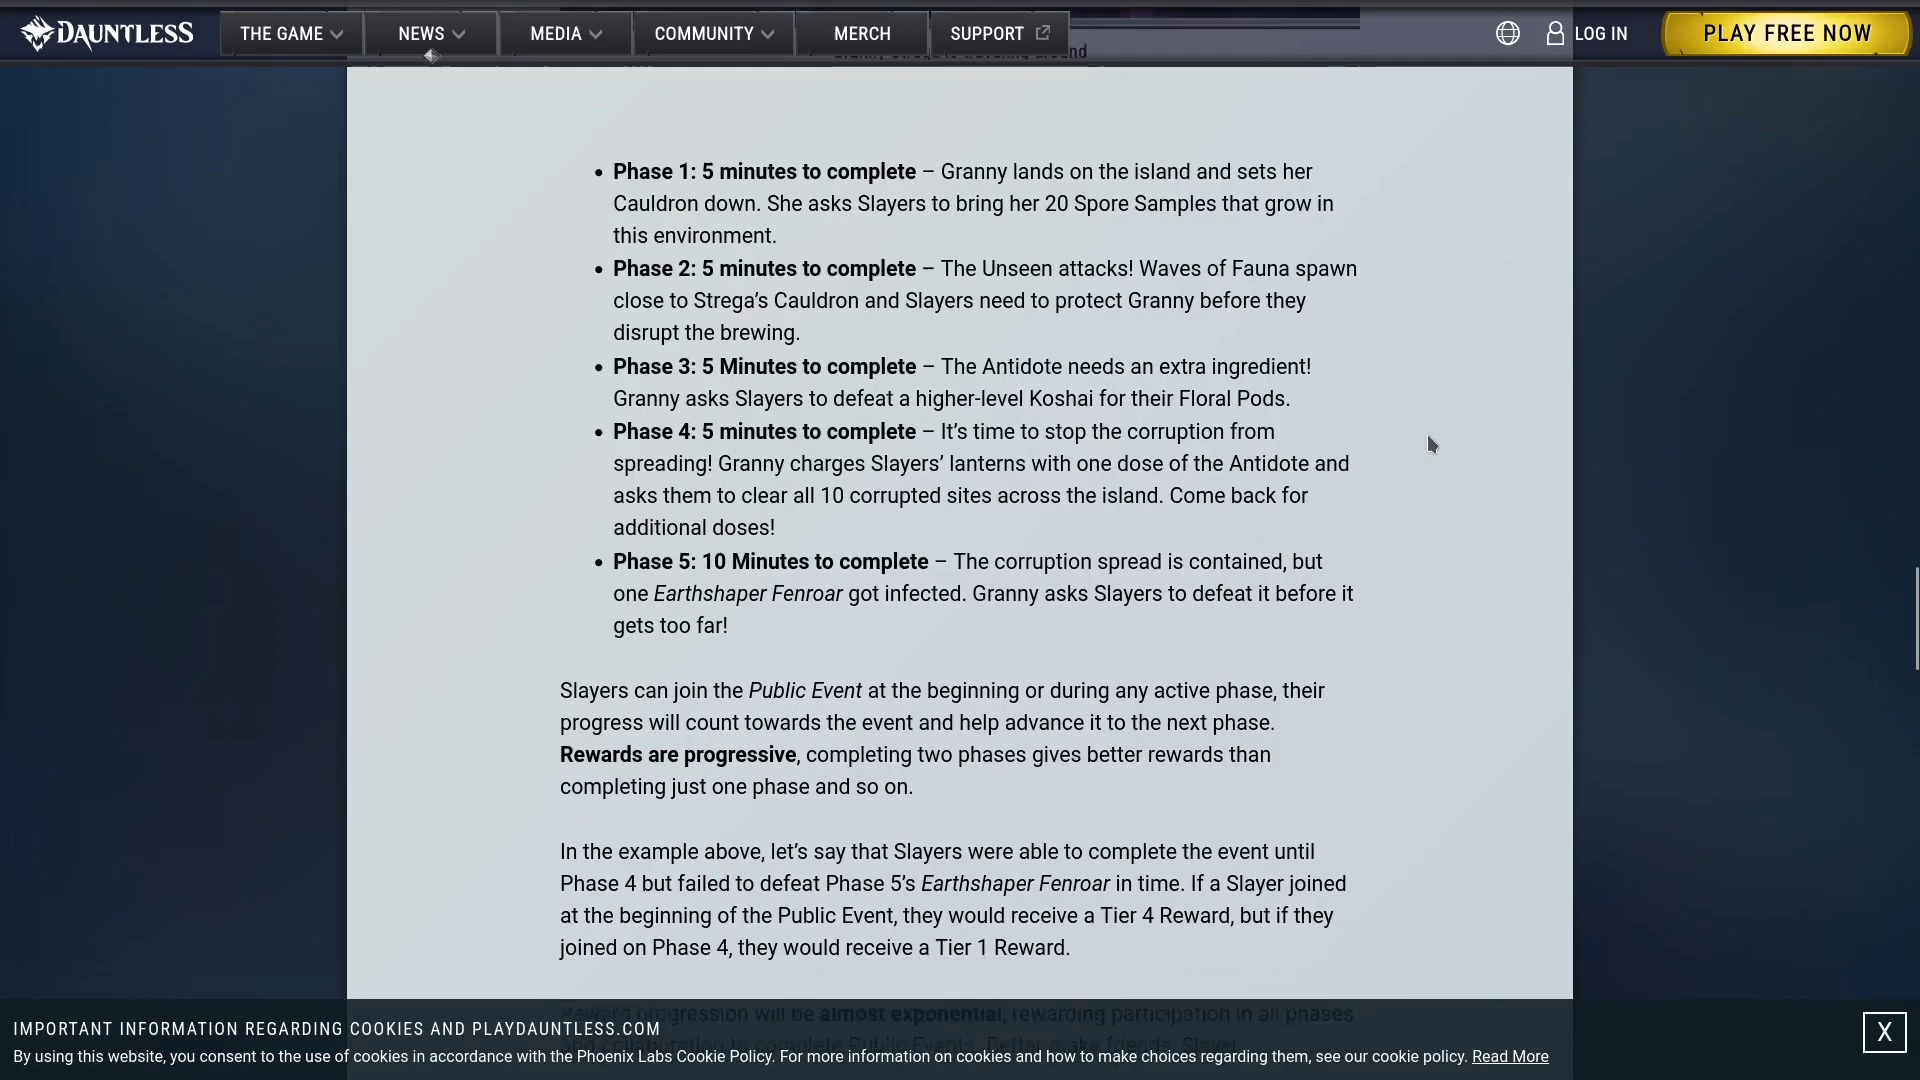 DAUNTLESS
THE GAME
NEWS
MEDIA
COMMUNITY
MERCH
SUPPORT
LOG IN
PLAY FREE NOW
Phase 1: 5 minutes to complete – Granny lands on the island and sets her
Cauldron down. She asks Slayers to bring her 20 Spore Samples that grow in
this environment.
Phase 2: 5 minutes to complete – The Unseen attacks! Waves of Fauna spawn
close to Strega’s Cauldron and Slayers need to protect Granny before they
disrupt the brewing.
Phase 3: 5 Minutes to complete – The Antidote needs an extra ingredient!
Granny asks Slayers to defeat a higher-level Koshai for their Floral Pods.
Phase 4: 5 minutes to complete – It’s time to stop the corruption from
spreading! Granny charges Slayers’ lanterns with one dose of the Antidote and
asks them to clear all 10 corrupted sites across the island. Come back for
additional doses!
Phase 5: 10 Minutes to complete – The corruption spread is contained, but
one Earthshaper Fenroar got infected. Granny asks Slayers to defeat it before it
gets too far!
Slayers can join the Public Event at the beginning or during any active phase, their
progress will count towards the event and help advance it to the next phase.
Rewards are progressive, completing two phases gives better rewards than
completing just one phase and so on.
In the example above, let’s say that Slayers were able to complete the event until
Phase 4 but failed to defeat Phase 5’s Earthshaper Fenroar in time. If a Slayer joined
at the beginning of the Public Event, they would receive a Tier 4 Reward, but if they
joined on Phase 4, they would receive a Tier 1 Reward.
Reward progression will be almost exponential, rewarding participation in all phases
IMPORTANT INFORMATION REGARDING COOKIES AND PLAYDAUNTLESS.COM
By using this website, you consent to the use of cookies in accordance with the Phoenix Labs Cookie Policy. For more information on cookies and how to make choices regarding them, see our cookie policy. Read More
X